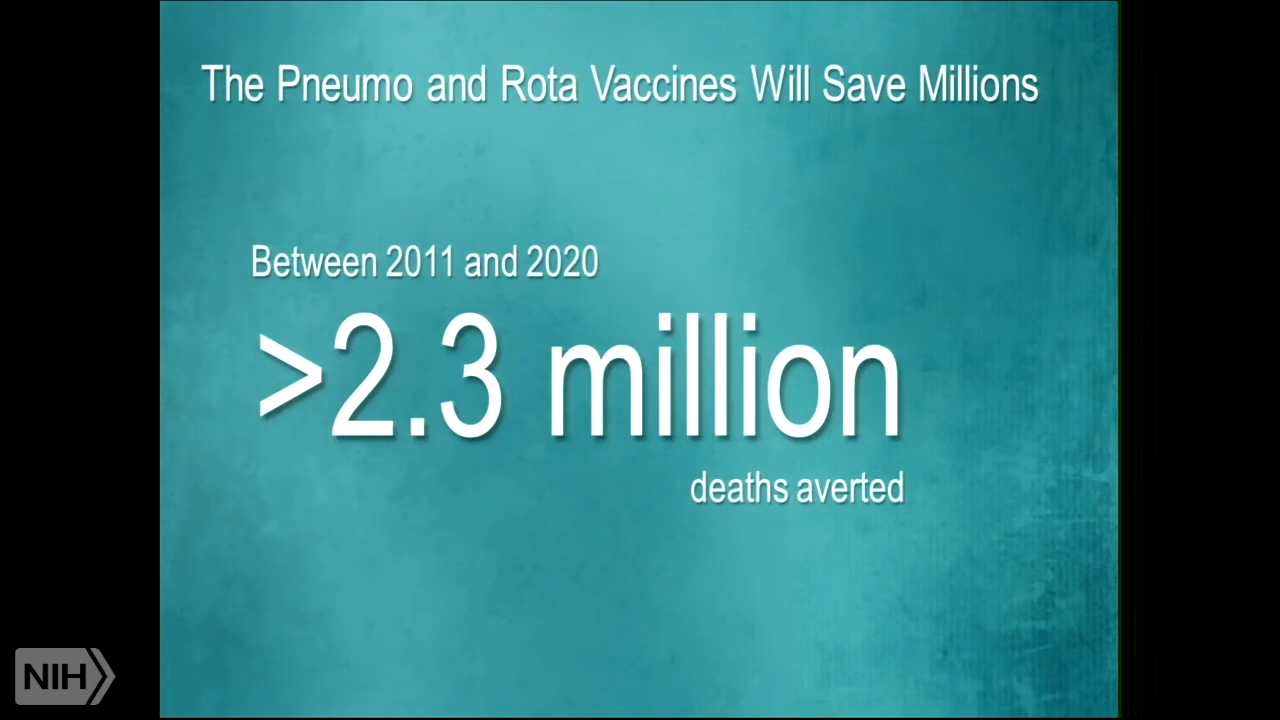 The Pneumo and Rota Vaccines Will Save Millions
Between 2011 and 2020
>2.3 million
deaths averted
NIH